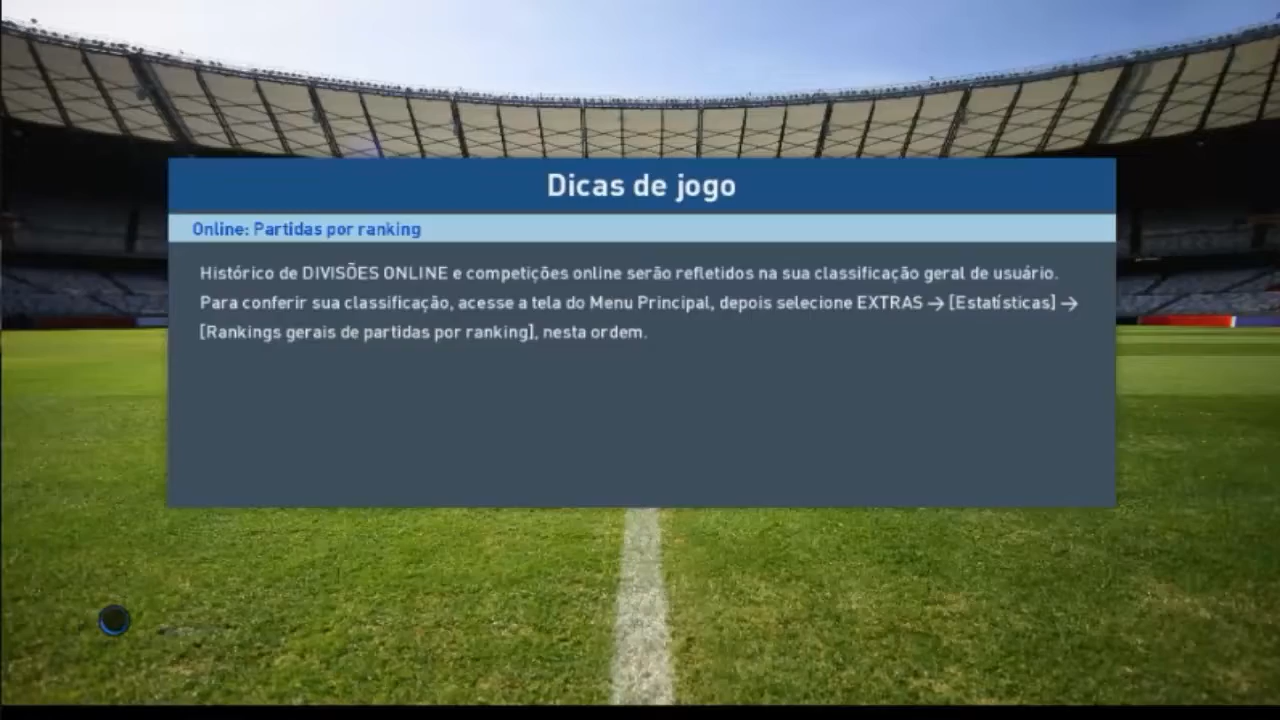 Dicas de jogo
Online: Partidas por ranking
Histórico de DIVISÕES ONLINE e competições online serão refletidos na sua classificação geral de usuário.
Para conferir sua classificação, acesse a tela do Menu Principal, depois selecione EXTRAS → [Estatísticas] →
[Rankings gerais de partidas por ranking], nesta ordem.